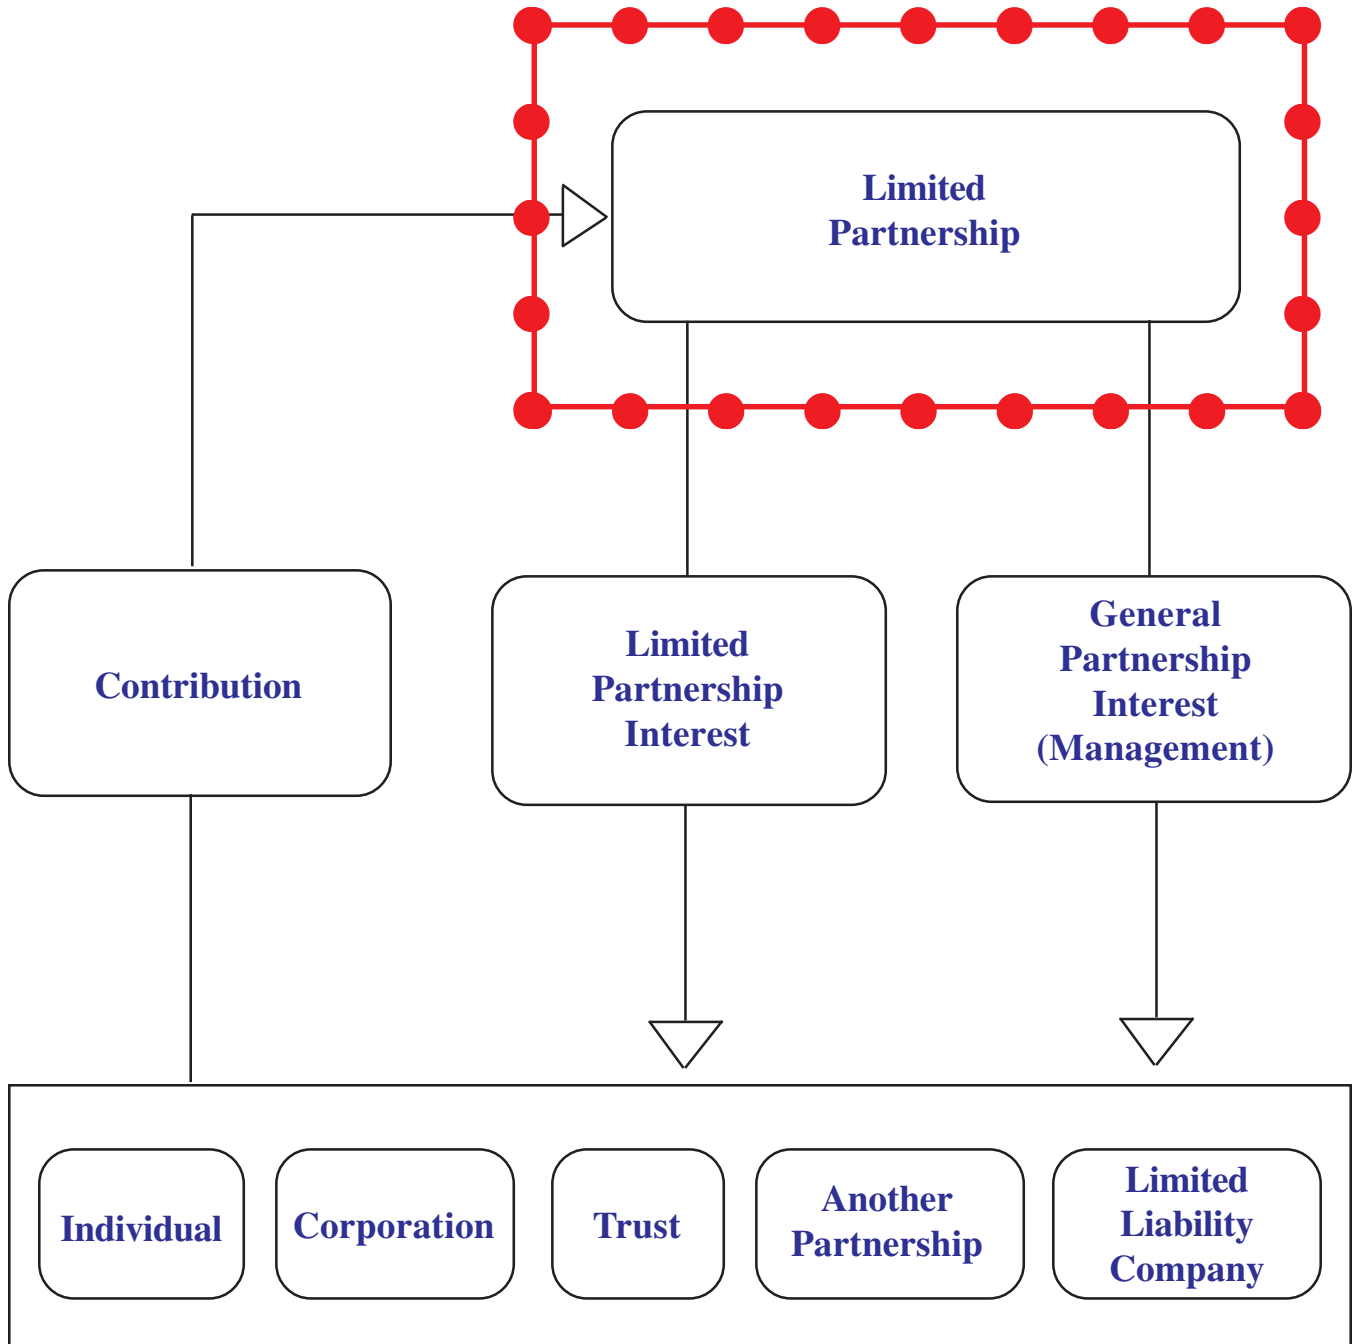 Limited
Partnership
Contribution
Limited
Partnership
Interest
General
Partnership
Interest
(Management)
Individual
Corporation
Trust
Another
Partnership
Limited
Liability
Company